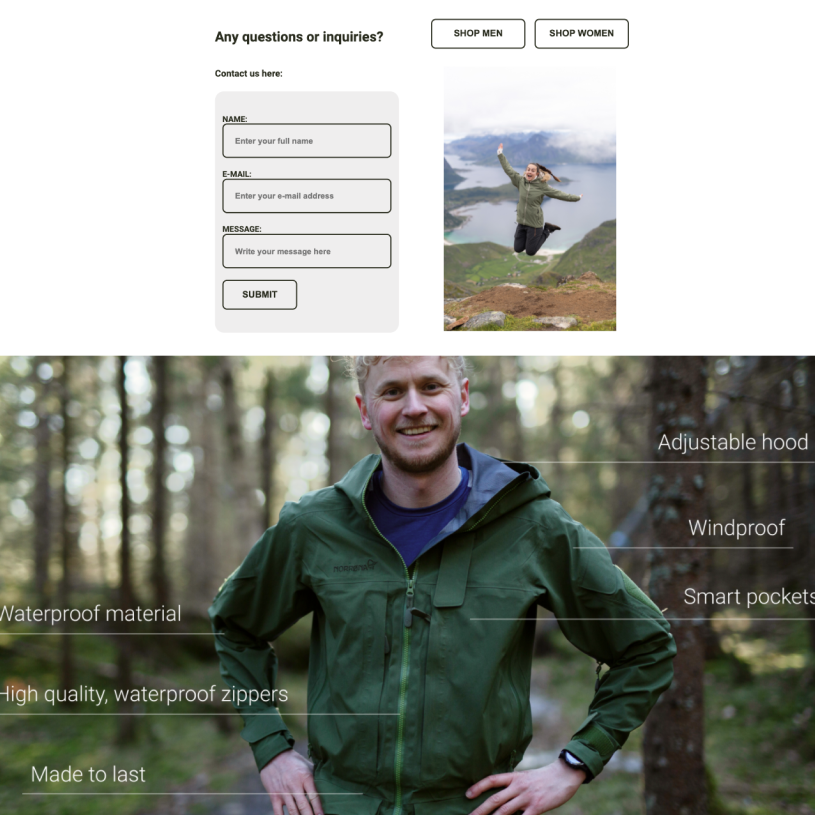 Any questions or inquiries?
SHOP MEN
SHOP WOMEN
Contact us here:
NAME:
Enter your full name
E-MAIL:
Enter your e-mail address
MESSAGE:
Write your message here
SUBMIT
Adjustable hood
Windproof
Smart pockets
Waterproof material
High quality, waterproof zippers
Made to last